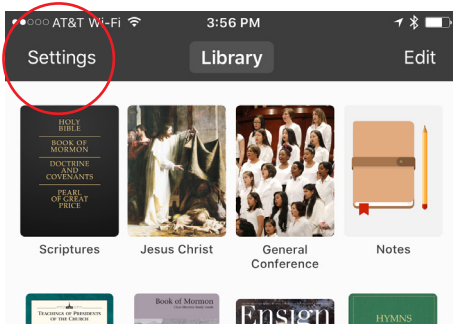 AT&T Wi-Fi 3:56 PM
Settings Library Edit
HOLY
BIBLE
BOOK OF
MORMON
DOCTRINE
AND
COVENANTS
PEARL
OF GREAT
PRICE
Scriptures Jesus Christ General
Conference Notes
TEACHINGS OF PRESIDENTS
OF THE CHURCH
Book of Mormon
Ensign
HYMNS